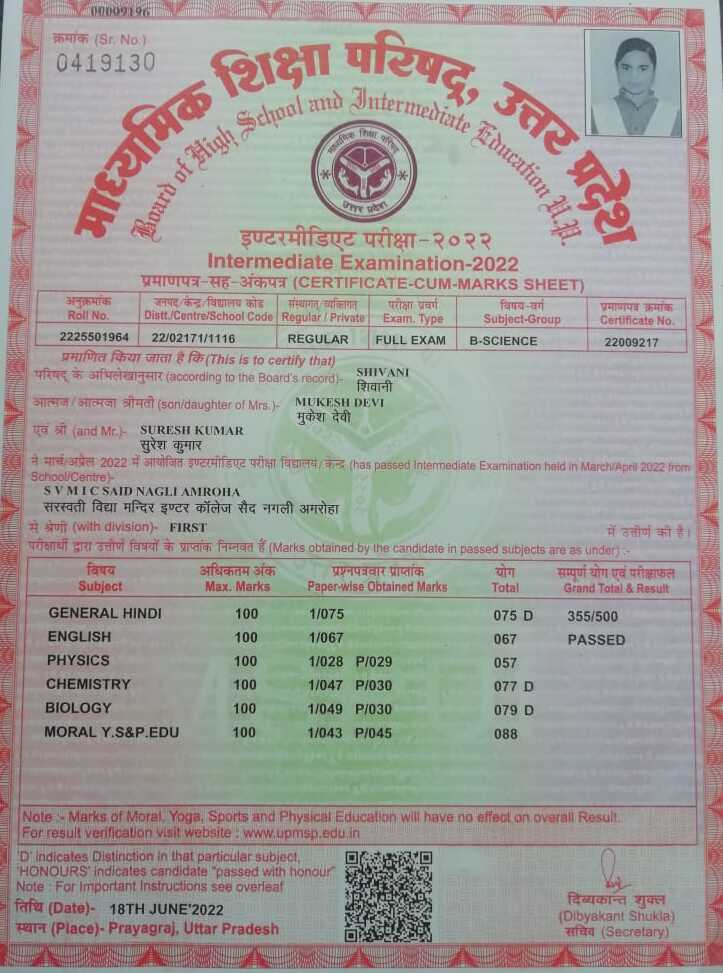 00009196
क्रमांक (Sr. No.)
0419130
माध्यमिक शिक्षा परिषद्, उत्तर प्रदेश
Board of High School and Intermediate Education U.P.
माध्यमिक शिक्षा परिषद्
उत्तर प्रदेश
इण्टरमीडिएट परीक्षा-२०२२
Intermediate Examination-2022
प्रमाणपत्र-सह-अंकपत्र (CERTIFICATE-CUM-MARKS SHEET)
अनुक्रमांक जनपद/केन्द्र/विद्यालय कोड संस्थागत/व्यक्तिगत परीक्षा प्रवर्ग विषय-वर्ग प्रमाणपत्र क्रमांक
Roll No. Distt./Centre/School Code Regular / Private Exam. Type Subject-Group Certificate No.
2225501964 22/02171/1116 REGULAR FULL EXAM B-SCIENCE 22009217
प्रमाणित किया जाता है कि (This is to certify that)
परिषद् के अभिलेखानुसार (according to the Board's record)- SHIVANI
शिवानी
आत्मज/आत्मजा श्रीमती (son/daughter of Mrs.)- MUKESH DEVI
मुकेश देवी
एवं श्री (and Mr.)- SURESH KUMAR
सुरेश कुमार
ने मार्च/अप्रैल 2022 में आयोजित इण्टरमीडिएट परीक्षा विद्यालय/केन्द्र (has passed Intermediate Examination held in March/April 2022 from
School/Centre)-
S V M I C SAID NAGLI AMROHA
सरस्वती विद्या मन्दिर इण्टर कॉलेज सैद नगली अमरोहा
में श्रेणी (with division)- FIRST में उत्तीर्ण की है।
परीक्षार्थी द्वारा उत्तीर्ण विषयों के प्राप्तांक निम्नवत हैं (Marks obtained by the candidate in passed subjects are as under) :-
विषय अधिकतम अंक प्रश्नपत्रवार प्राप्तांक योग सम्पूर्ण योग एवं परीक्षाफल
Subject Max. Marks Paper-wise Obtained Marks Total Grand Total & Result
GENERAL HINDI 100 1/075 075 D 355/500
ENGLISH 100 1/067 067 PASSED
PHYSICS 100 1/028 P/029 057
CHEMISTRY 100 1/047 P/030 077 D
BIOLOGY 100 1/049 P/030 079 D
MORAL Y.S&P.EDU 100 1/043 P/045 088
Note :- Marks of Moral, Yoga, Sports and Physical Education will have no effect on overall Result.
For result verification visit website : www.upmsp.edu.in
'D' indicates Distinction in that particular subject,
'HONOURS' indicates candidate "passed with honour"
Note : For Important Instructions see overleaf
तिथि (Date)- 18TH JUNE'2022
स्थान (Place)- Prayagraj, Uttar Pradesh
दिव्यकान्त शुक्ल
(Dibyakant Shukla)
सचिव (Secretary)